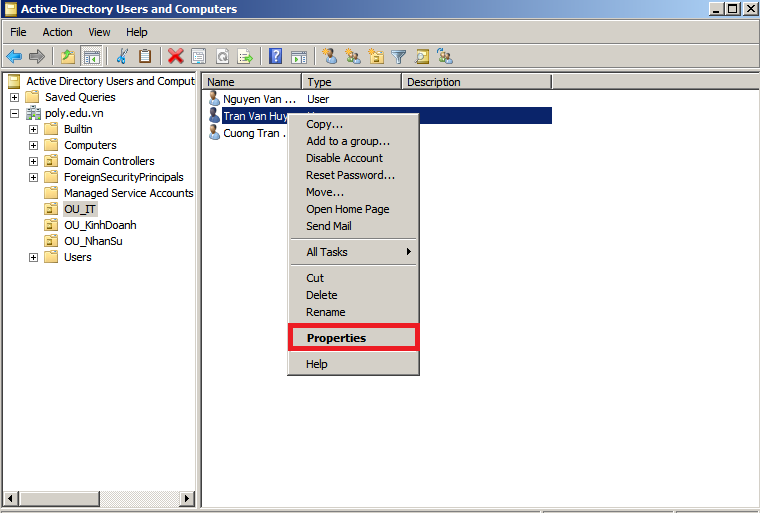 Active Directory Users and Computers
File Action View Help
Active Directory Users and Comput
Saved Queries
poly.edu.vn
Builtin
Computers
Domain Controllers
ForeignSecurityPrincipals
Managed Service Accounts
OU_IT
OU_KinhDoanh
OU_NhanSu
Users
Name Type Description
Nguyen Van ... User
Tran Van Huy
Cuong Tran .
Copy...
Add to a group...
Disable Account
Reset Password...
Move...
Open Home Page
Send Mail
All Tasks
Cut
Delete
Rename
Properties
Help